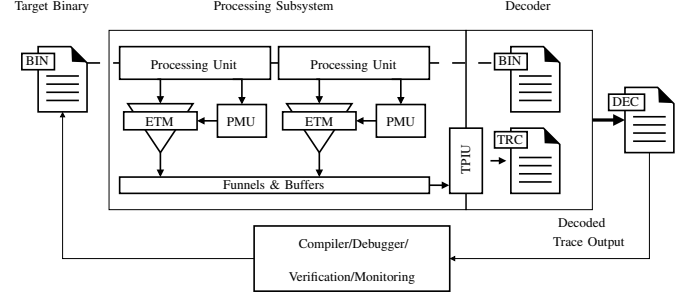 Target Binary
Processing Subsystem
Decoder
BIN
Processing Unit
Processing Unit
BIN
DEC
ETM
PMU
ETM
PMU
TPIU
TRC
Funnels & Buffers
Decoded
Trace Output
Compiler/Debugger/
Verification/Monitoring